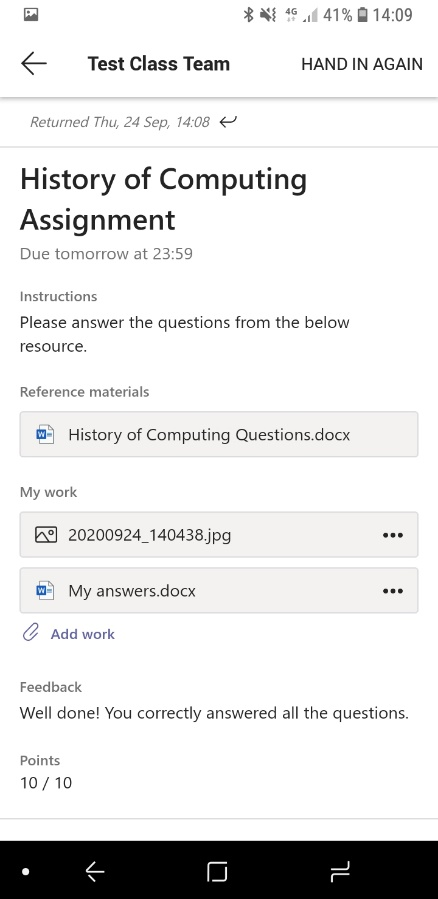 4G 41% 14:09
Test Class Team HAND IN AGAIN
Returned Thu, 24 Sep, 14:08
History of Computing
Assignment
Due tomorrow at 23:59
Instructions
Please answer the questions from the below
resource.
Reference materials
History of Computing Questions.docx
My work
20200924_140438.jpg
My answers.docx
Add work
Feedback
Well done! You correctly answered all the questions.
Points
10 / 10